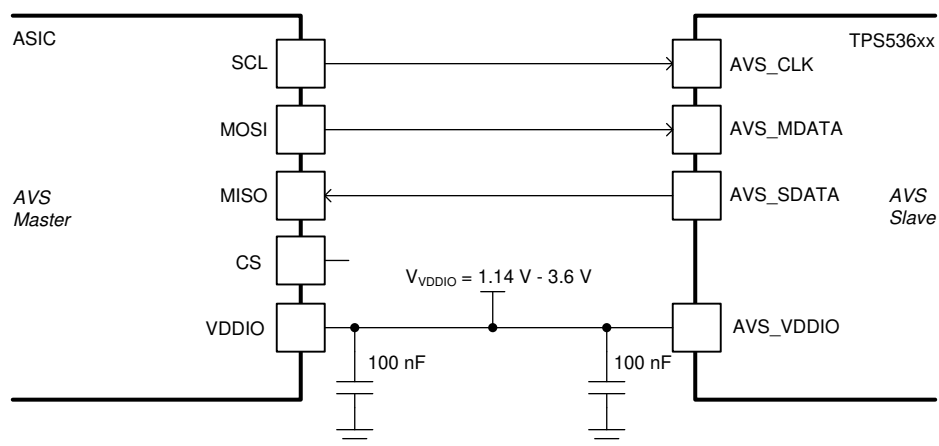 ASIC
TPS536xx
SCL
AVS_CLK
MOSI
AVS_MDATA
AVS
Master
MISO
AVS_SDATA
AVS
Slave
CS
VVDDIO = 1.14 V - 3.6 V
VDDIO
AVS_VDDIO
100 nF
100 nF